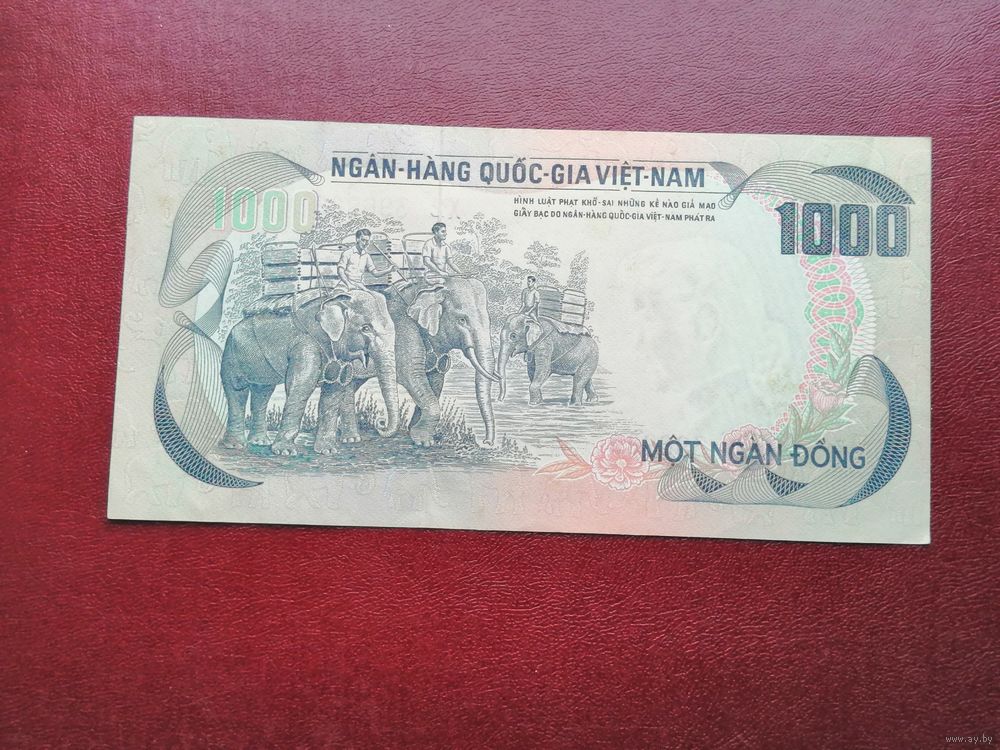 NGÂN-HÀNG QUỐC-GIA VIỆT-NAM
HÌNH LUẬT PHẠT KHỔ-SAI NHỮNG KẺ NÀO GIẢ MẠO
GIẤY BẠC DO NGÂN-HÀNG QUỐC-GIA VIỆT-NAM PHÁT RA
1000
1000
MỘT NGÀN ĐỒNG
www.ay.by